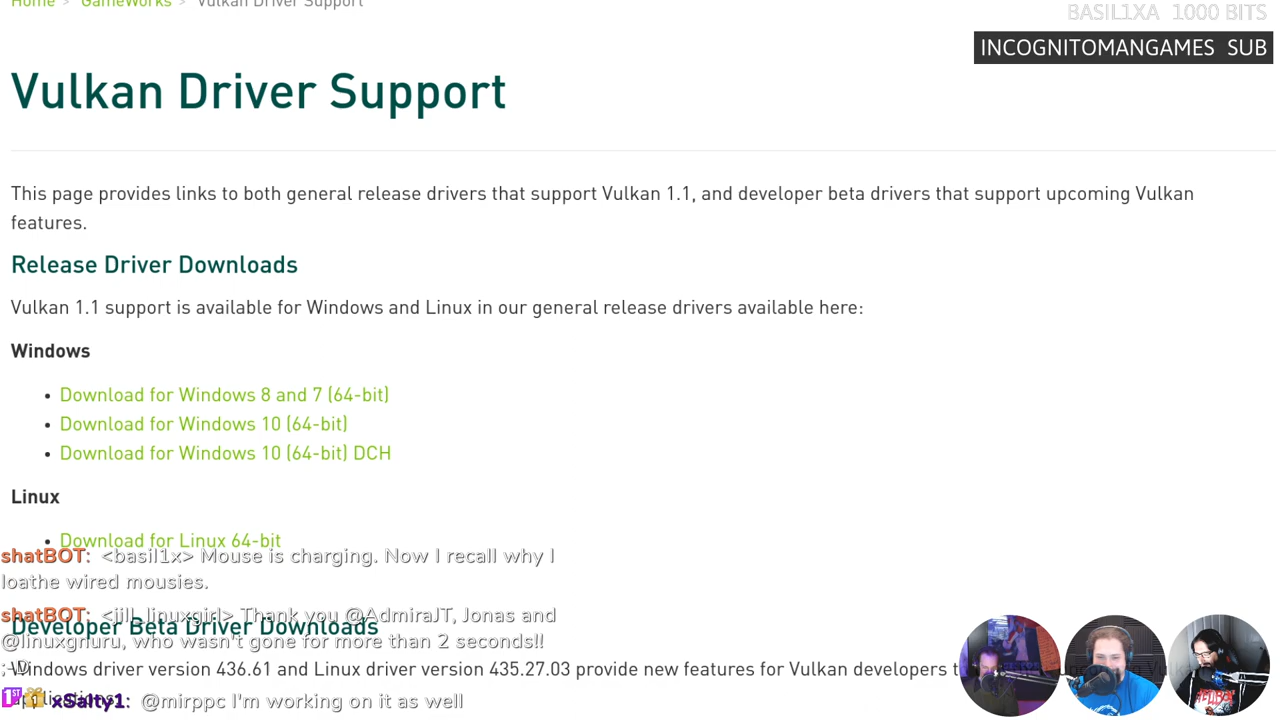 Home > GameWorks > Vulkan Driver Support
BASIL1XA 1000 BITS
INCOGNITOMANGAMES SUB
Vulkan Driver Support
This page provides links to both general release drivers that support Vulkan 1.1, and developer beta drivers that support upcoming Vulkan
features.
Release Driver Downloads
Vulkan 1.1 support is available for Windows and Linux in our general release drivers available here:
Windows
• Download for Windows 8 and 7 (64-bit)
• Download for Windows 10 (64-bit)
• Download for Windows 10 (64-bit) DCH
Linux
• Download for Linux 64-bit
shatBOT: <basil1x> Mouse is charging. Now I recall why I
loathe wired mousies.
shatBOT: <jill_linuxgirl> Thank you @AdmiralJT, Jonas and
Developer Beta Driver Downloads
@linuxgnuru, who wasn't gone for more than 2 seconds!!
Windows driver version 436.61 and Linux driver version 435.27.03 provide new features for Vulkan developers
xSalty1: @mirppc I'm working on it as well